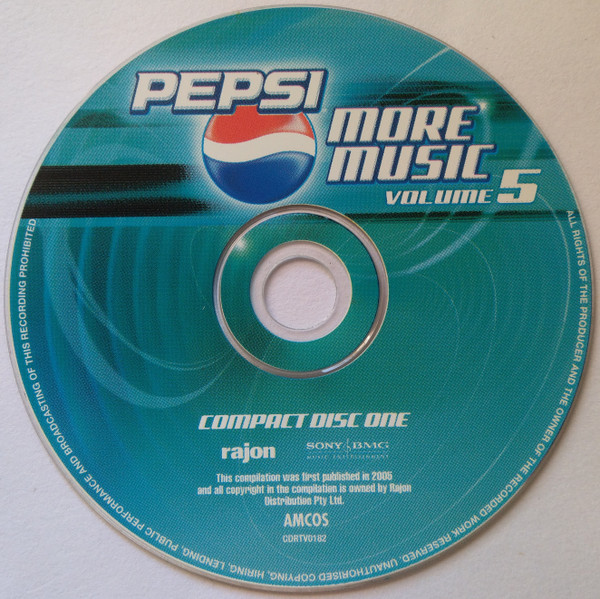 PEPSI
MORE
MUSIC
VOLUME 5
COMPACT DISC ONE
rajon
SONY BMG
MUSIC ENTERTAINMENT
This compilation was first published in 2005
and all copyright in the compilation is owned by Rajon
Distribution Pty Ltd.
AMCOS
CDRTV0182
ALL RIGHTS OF THE PRODUCER AND THE OWNER OF THE RECORDED WORK RESERVED. UNAUTHORISED COPYING, HIRING, LENDING, PUBLIC PERFORMANCE AND BROADCASTING OF THIS RECORDING PROHIBITED